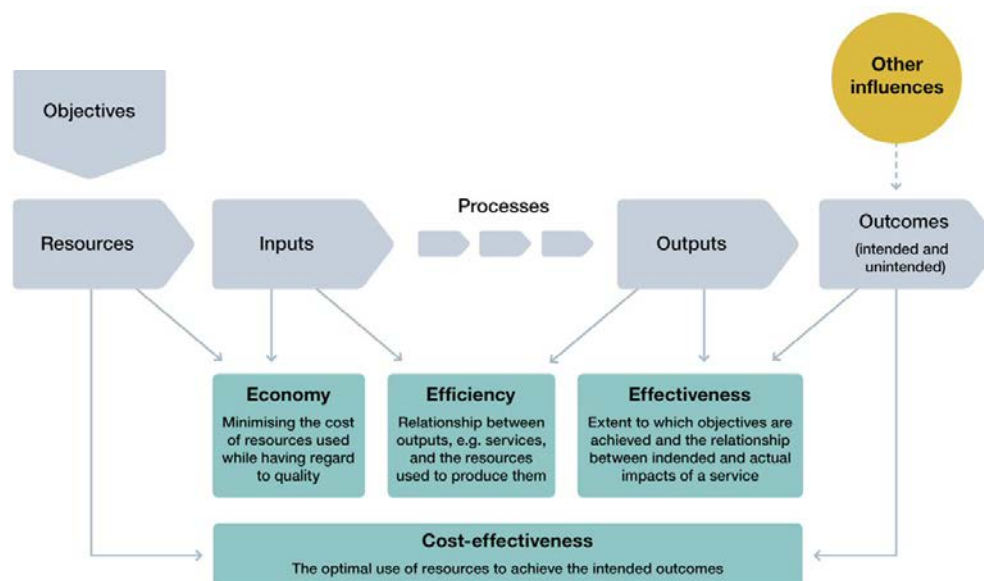 Other
influences
Objectives
Resources
Inputs
Processes
Outputs
Outcomes
(intended and
unintended)
Economy
Minimising the cost
of resources used
while having regard
to quality
Efficiency
Relationship between
outputs, e.g. services,
and the resources
used to produce them
Effectiveness
Extent to which objectives are
achieved and the relationship
between indended and actual
impacts of a service
Cost-effectiveness
The optimal use of resources to achieve the intended outcomes